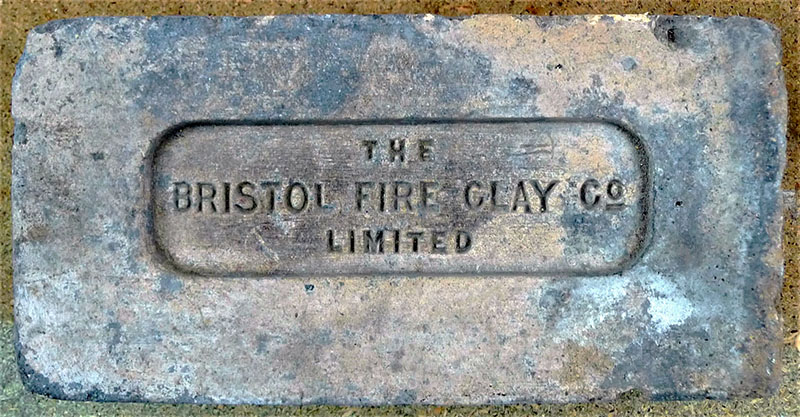 THE
BRISTOL FIRE CLAY Co
LIMITED